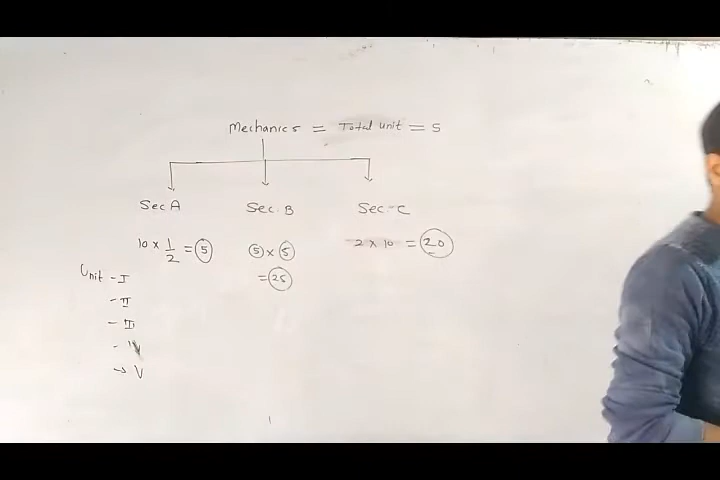 Mechanics = Total unit = 5
Sec A Sec. B Sec-C
10 × 1/2 = 5 5 × 5 2 × 10 = 20
= 25
Unit - I
- II
- III
- IV
→ V